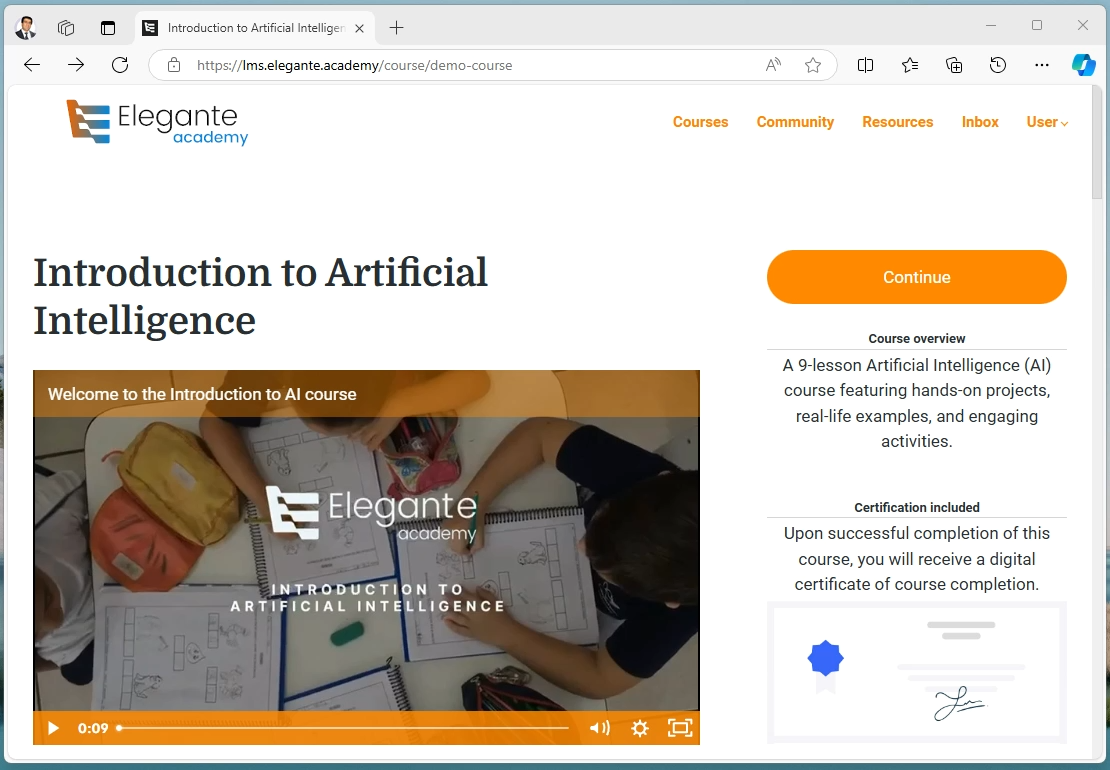 Introduction to Artificial Intelligen
https://lms.elegante.academy/course/demo-course
Elegante
academy
Courses
Community
Resources
Inbox
User
Introduction to Artificial
Intelligence
Welcome to the Introduction to AI course
Elegante
academy
INTRODUCTION TO
ARTIFICIAL INTELLIGENCE
0:09
Continue
Course overview
A 9-lesson Artificial Intelligence (AI)
course featuring hands-on projects,
real-life examples, and engaging
activities.
Certification included
Upon successful completion of this
course, you will receive a digital
certificate of course completion.